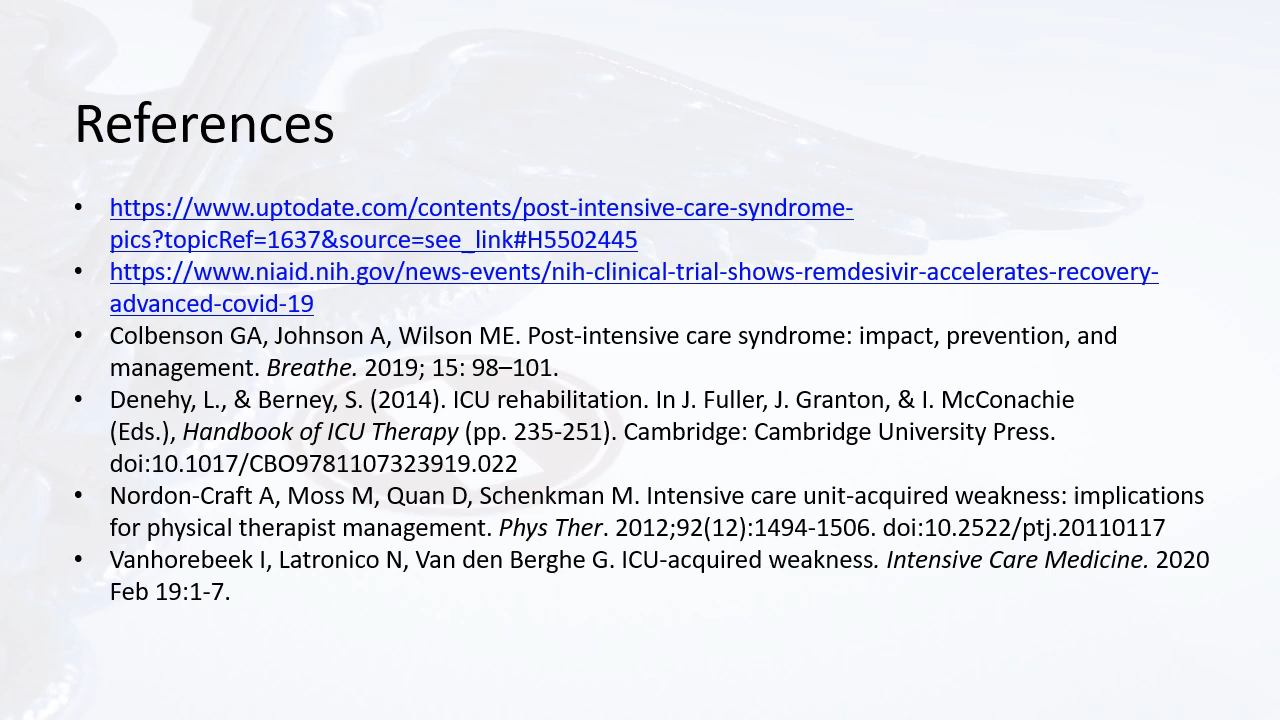 References
• https://www.uptodate.com/contents/post-intensive-care-syndrome-
pics?topicRef=1637&source=see_link#H5502445
• https://www.niaid.nih.gov/news-events/nih-clinical-trial-shows-remdesivir-accelerates-recovery-
advanced-covid-19
• Colbenson GA, Johnson A, Wilson ME. Post-intensive care syndrome: impact, prevention, and
management. Breathe. 2019; 15: 98–101.
• Denehy, L., & Berney, S. (2014). ICU rehabilitation. In J. Fuller, J. Granton, & I. McConachie
(Eds.), Handbook of ICU Therapy (pp. 235-251). Cambridge: Cambridge University Press.
doi:10.1017/CBO9781107323919.022
• Nordon-Craft A, Moss M, Quan D, Schenkman M. Intensive care unit-acquired weakness: implications
for physical therapist management. Phys Ther. 2012;92(12):1494-1506. doi:10.2522/ptj.20110117
• Vanhorebeek I, Latronico N, Van den Berghe G. ICU-acquired weakness. Intensive Care Medicine. 2020
Feb 19:1-7.